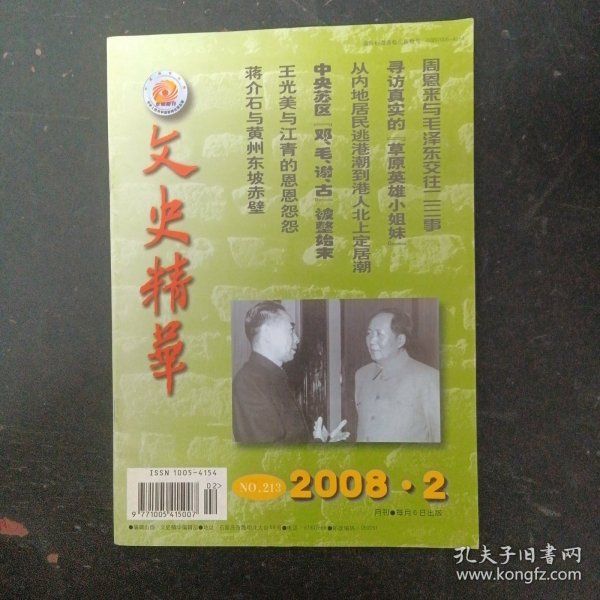 周恩来与毛泽东交往二三事
寻访真实的“草原英雄小姐妹”
从内地居民逃港潮到港人北上定居潮
中央苏区“邓、毛、谢、古”被整始末
王光美与江青的恩恩怨怨
蒋介石与黄州东坡赤壁
文史精華
ISSN 1005-4154
02>
9 771005 415007
NO.213
2008·2
月刊●每月6日出版
孔夫子旧书网
www.kongfz.com